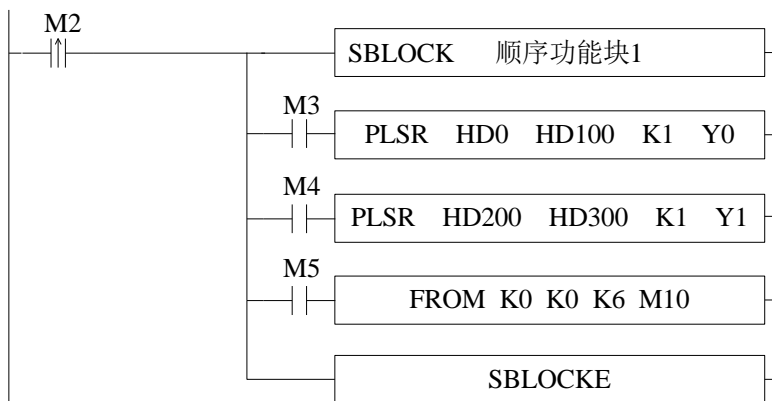 M2
SBLOCK 顺序功能块1
M3
PLSR HD0 HD100 K1 Y0
M4
PLSR HD200 HD300 K1 Y1
M5
FROM K0 K0 K6 M10
SBLOCKE